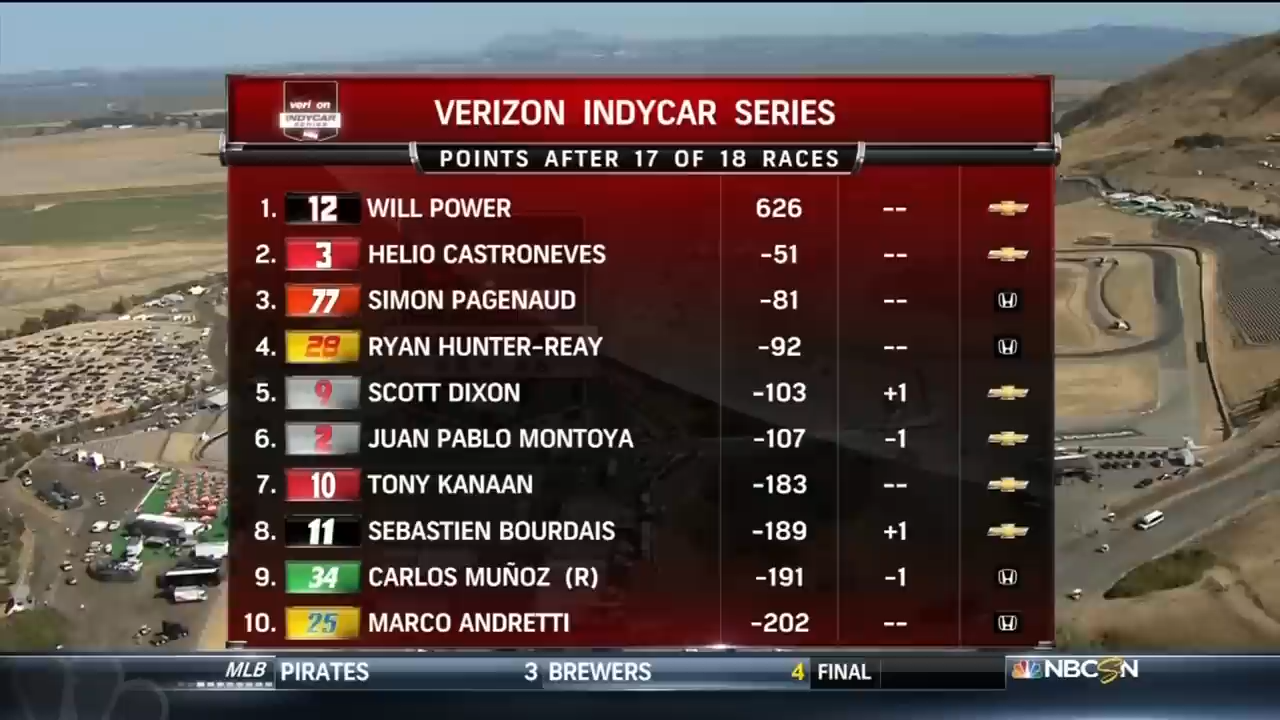 verizon
INDYCAR
SERIES
VERIZON INDYCAR SERIES
POINTS AFTER 17 OF 18 RACES
1. 12 WILL POWER 626 --
2. 3 HELIO CASTRONEVES -51 --
3. 77 SIMON PAGENAUD -81 --
4. 28 RYAN HUNTER-REAY -92 --
5. 9 SCOTT DIXON -103 +1
6. 2 JUAN PABLO MONTOYA -107 -1
7. 10 TONY KANAAN -183 --
8. 11 SEBASTIEN BOURDAIS -189 +1
9. 34 CARLOS MUÑOZ (R) -191 -1
10. 25 MARCO ANDRETTI -202 --
MLB PIRATES 3 BREWERS 4 FINAL NBCSN